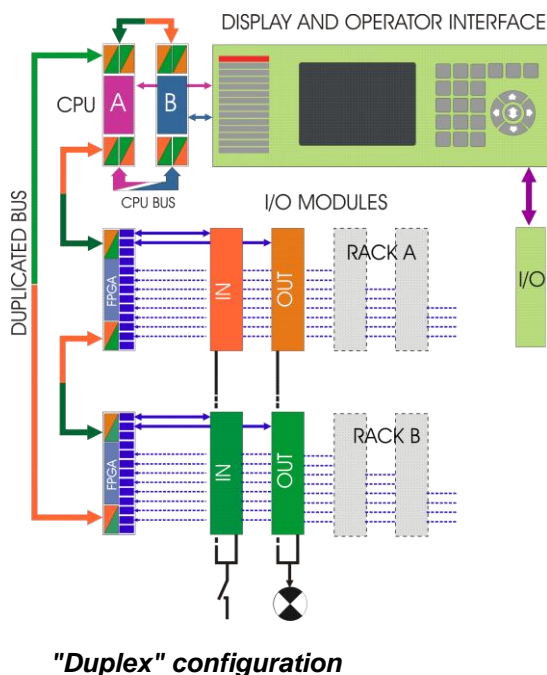 DISPLAY AND OPERATOR INTERFACE
CPU
A
B
CPU BUS
DUPLICATED BUS
I/O MODULES
FPGA
IN
OUT
RACK A
I/O
FPGA
IN
OUT
RACK B
"Duplex" configuration